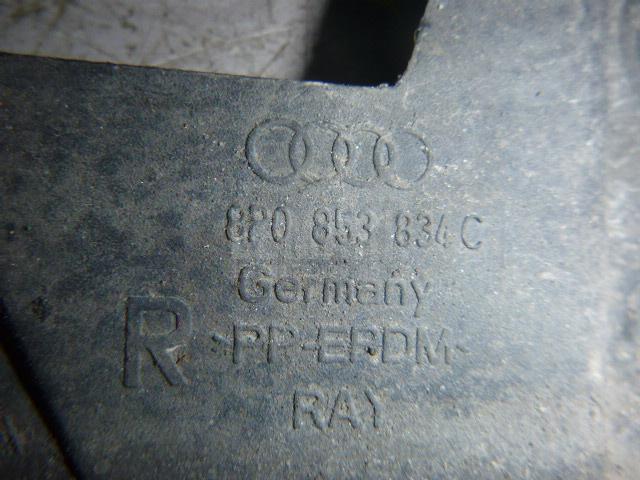 8P0 853 834 C
Germany
R >PP-EPDM<
RAY